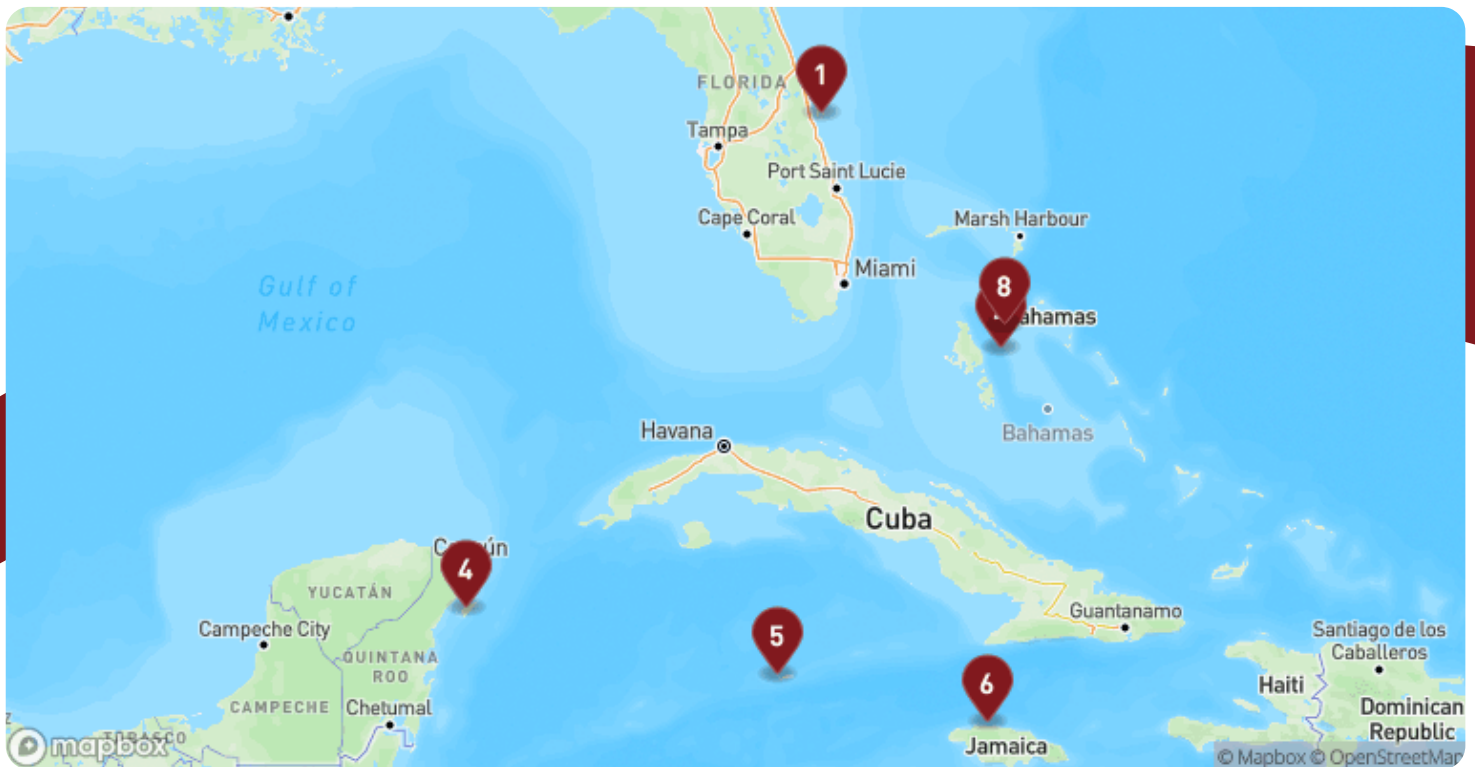 1
FLORIDA
Tampa
Port Saint Lucie
Cape Coral
Marsh Harbour
Miami
Gulf of
Mexico
8
ahamas
Havana
Bahamas
Cuba
4
YUCATÁN
Campeche City
5
Guantanamo
QUINTANA
ROO
Santiago de los
Caballeros
6
Haiti
CAMPECHE
Chetumal
Dominican
Republic
Jamaica
mapbox
© Mapbox © OpenStreetMap